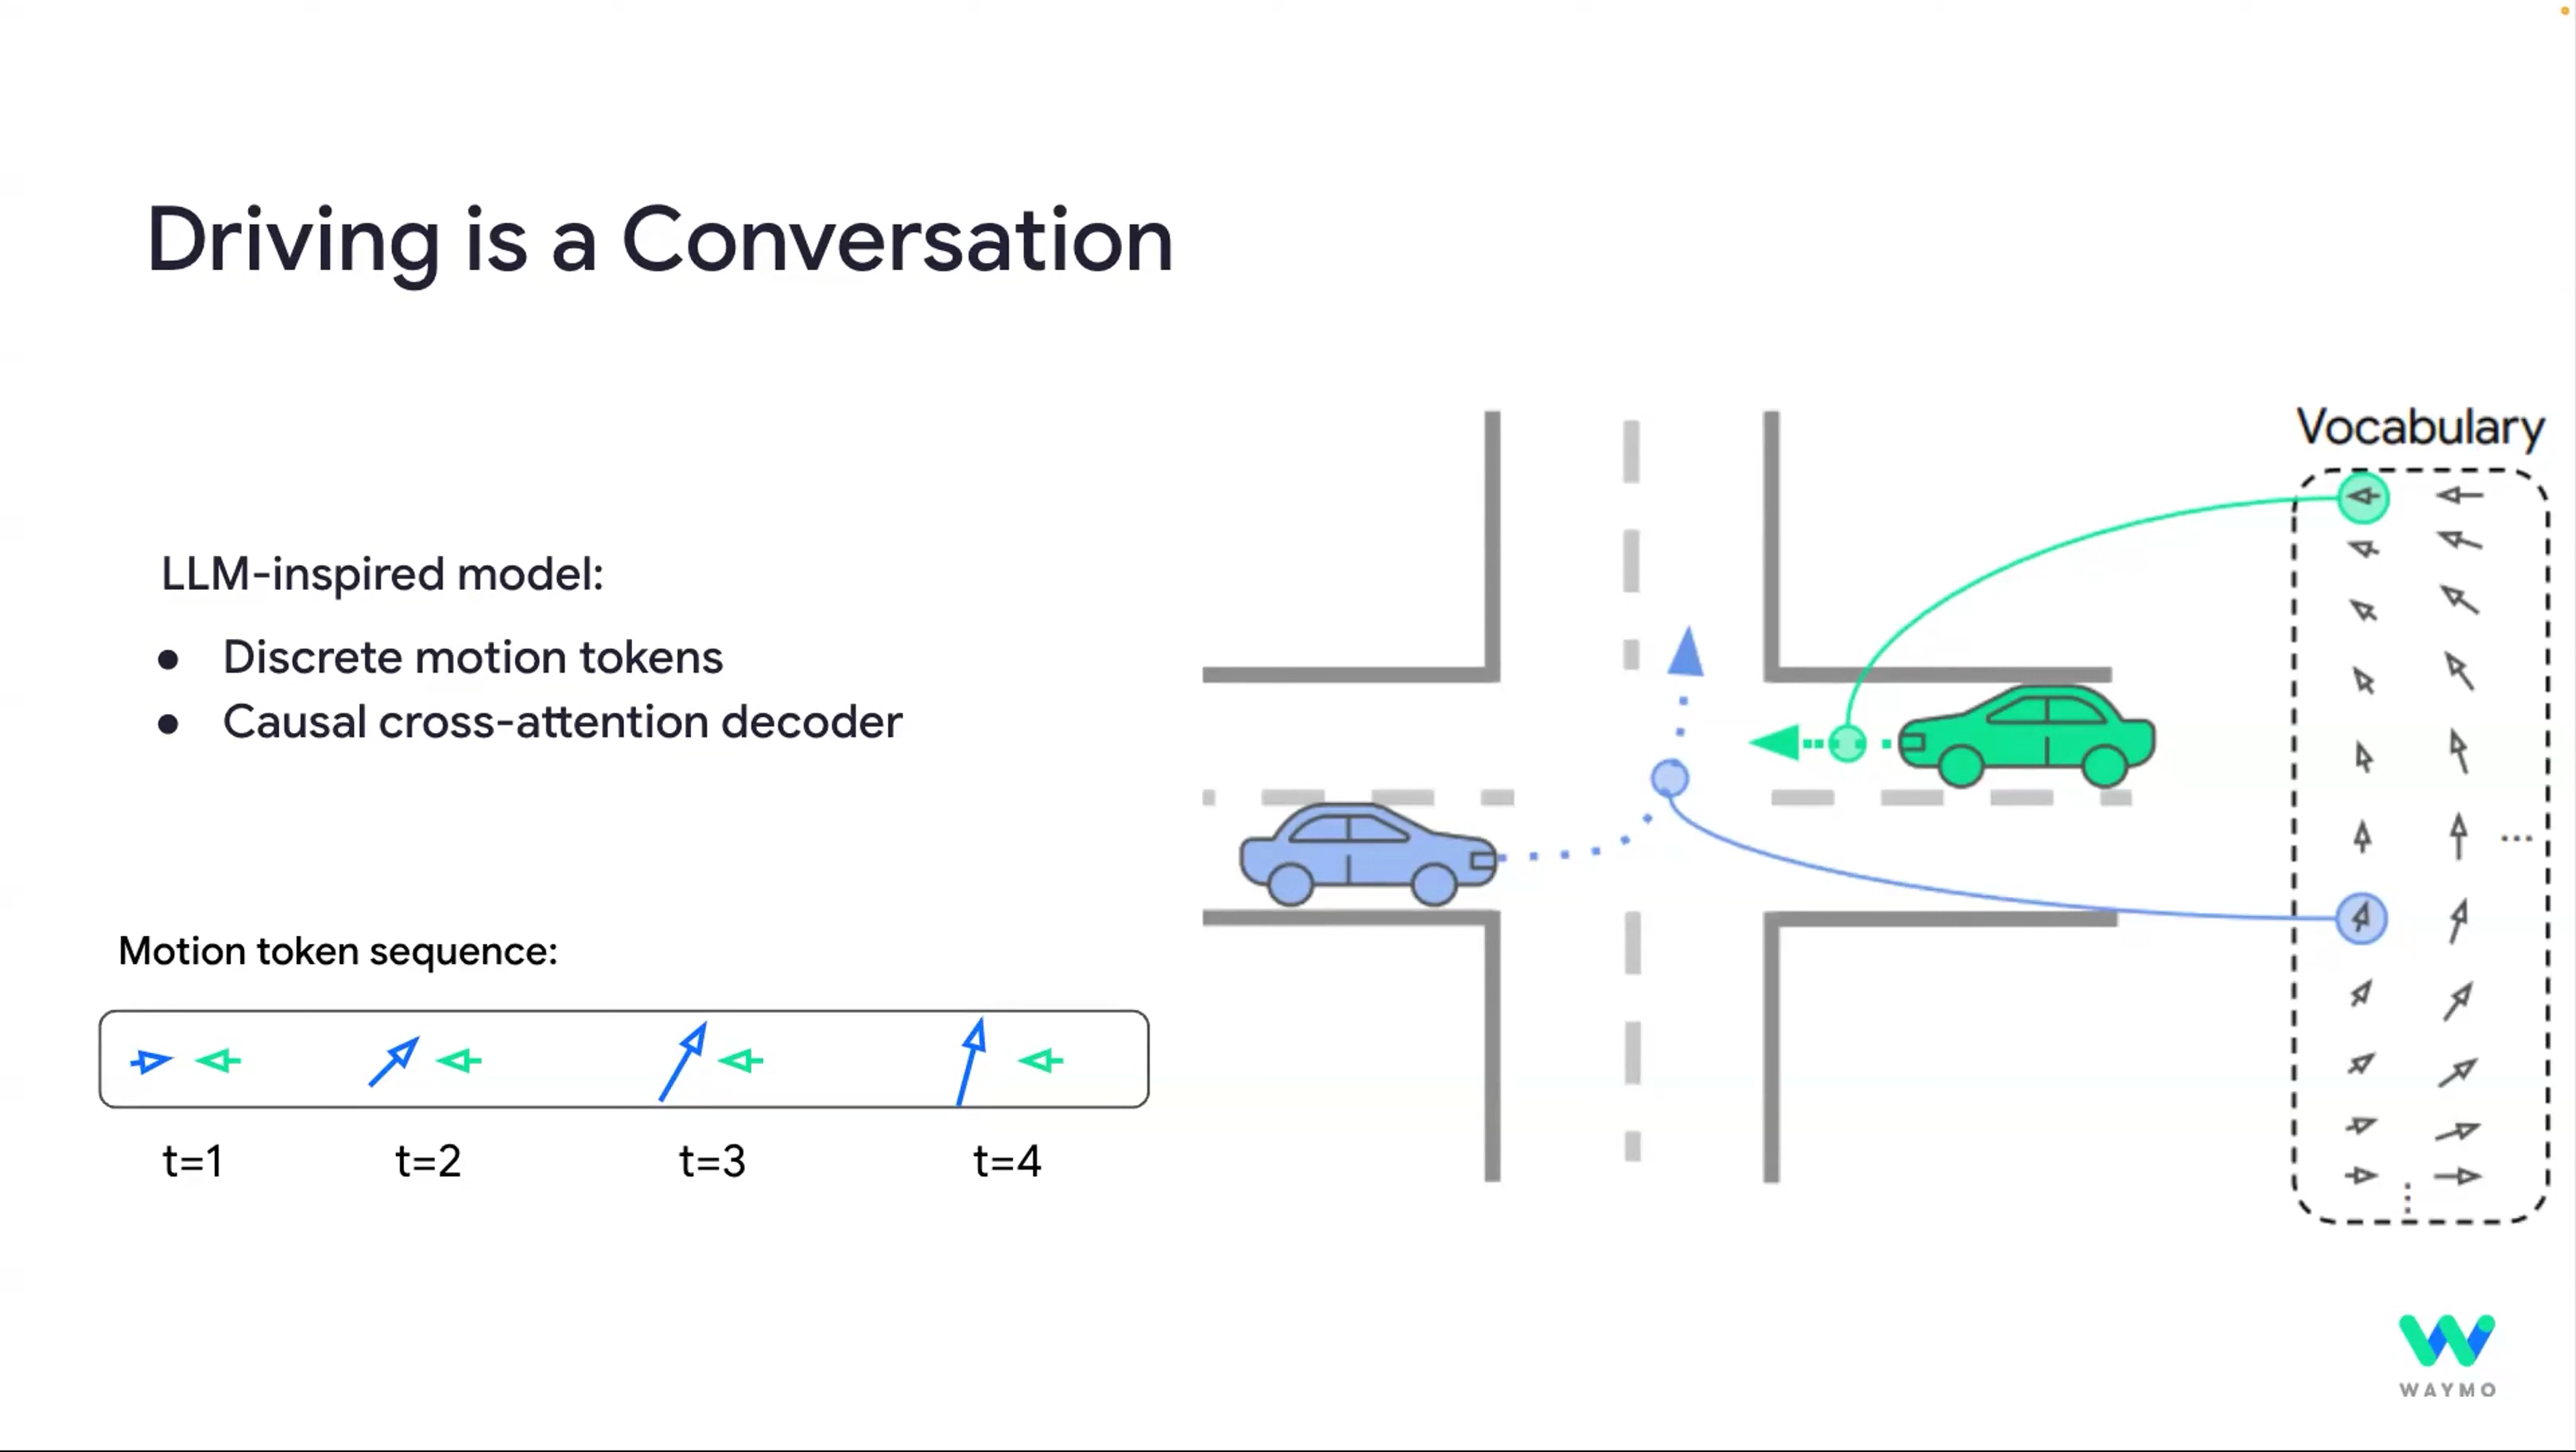 Driving is a Conversation
LLM-inspired model:
● Discrete motion tokens
● Causal cross-attention decoder
Motion token sequence:
t=1 t=2 t=3 t=4
Vocabulary
...
WAYMO